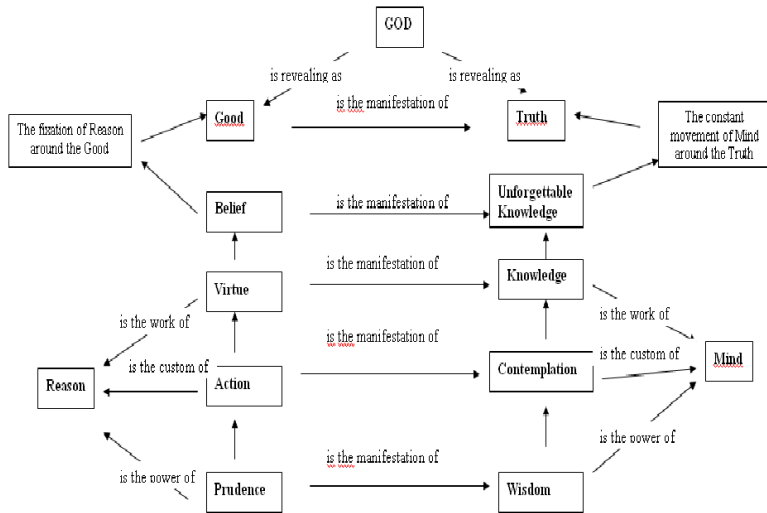 GOD
is revealing as
is revealing as
is the manifestation of
Good
Truth
The fixation of Reason
around the Good
The constant
movement of Mind
around the Truth
Belief
is the manifestation of
Unforgettable
Knowledge
is the manifestation of
Virtue
Knowledge
is the work of
is the work of
is the manifestation of
is the custom of
is the custom of
Reason
Action
Contemplation
Mind
is the power of
is the manifestation of
is the power of
Prudence
Wisdom